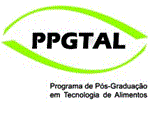 PPGTAL
Programa de Pós-Graduação
em Tecnologia de Alimentos